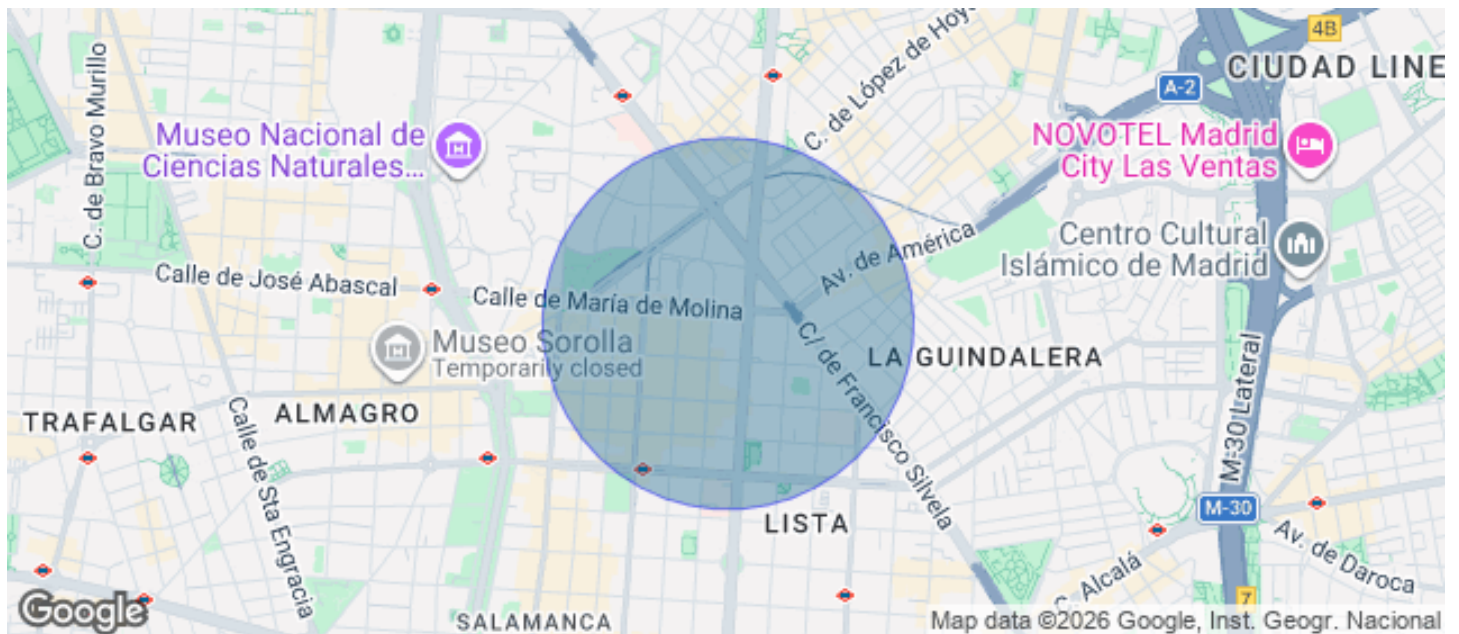 4B
CIUDAD LINE
A-2
C. de López de Hoyo
C. de Bravo Murillo
Museo Nacional de
Ciencias Naturales...
NOVOTEL Madrid
City Las Ventas
Av. de América
Centro Cultural
Islámico de Madrid
Calle de José Abascal
Calle de María de Molina
Museo Sorolla
Temporarily closed
C/ de Francisco Silvela
LA GUINDALERA
M-30 Lateral
TRAFALGAR
ALMAGRO
Calle de Sta Engracia
LISTA
M-30
Av. de Daroca
C. Alcalá
7
SALAMANCA
Google
Map data ©2026 Google, Inst. Geogr. Nacional